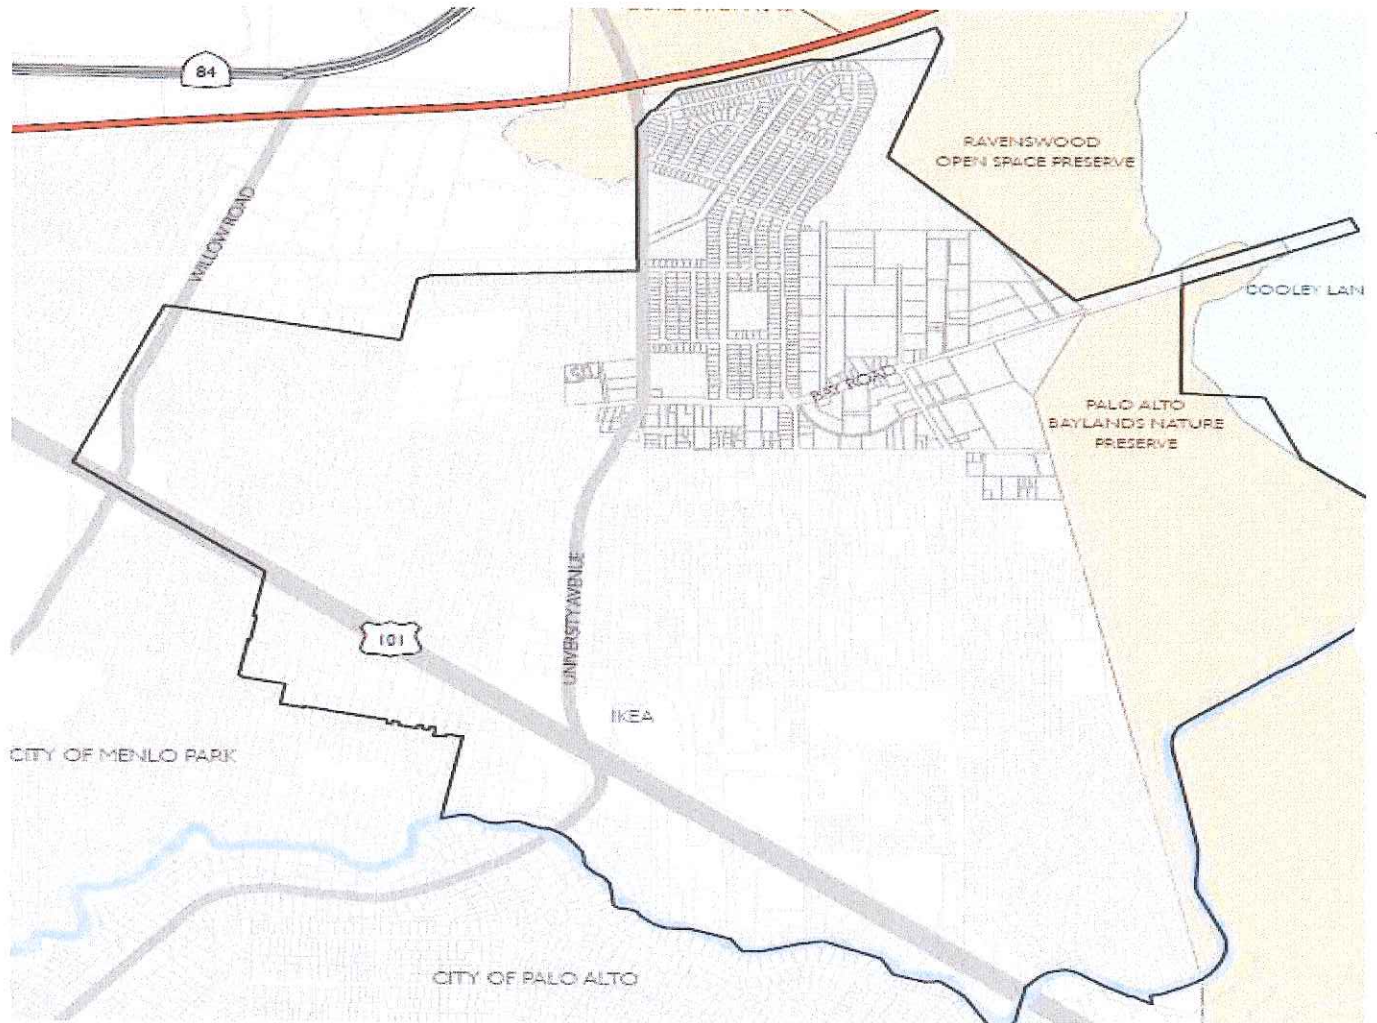 84
RAVENSWOOD
OPEN SPACE PRESERVE
WILLOW ROAD
COOLEY LAN
BAY ROAD
PALO ALTO
BAYLANDS NATURE
PRESERVE
UNIVERSITY AVENUE
101
IKEA
CITY OF MENLO PARK
CITY OF PALO ALTO